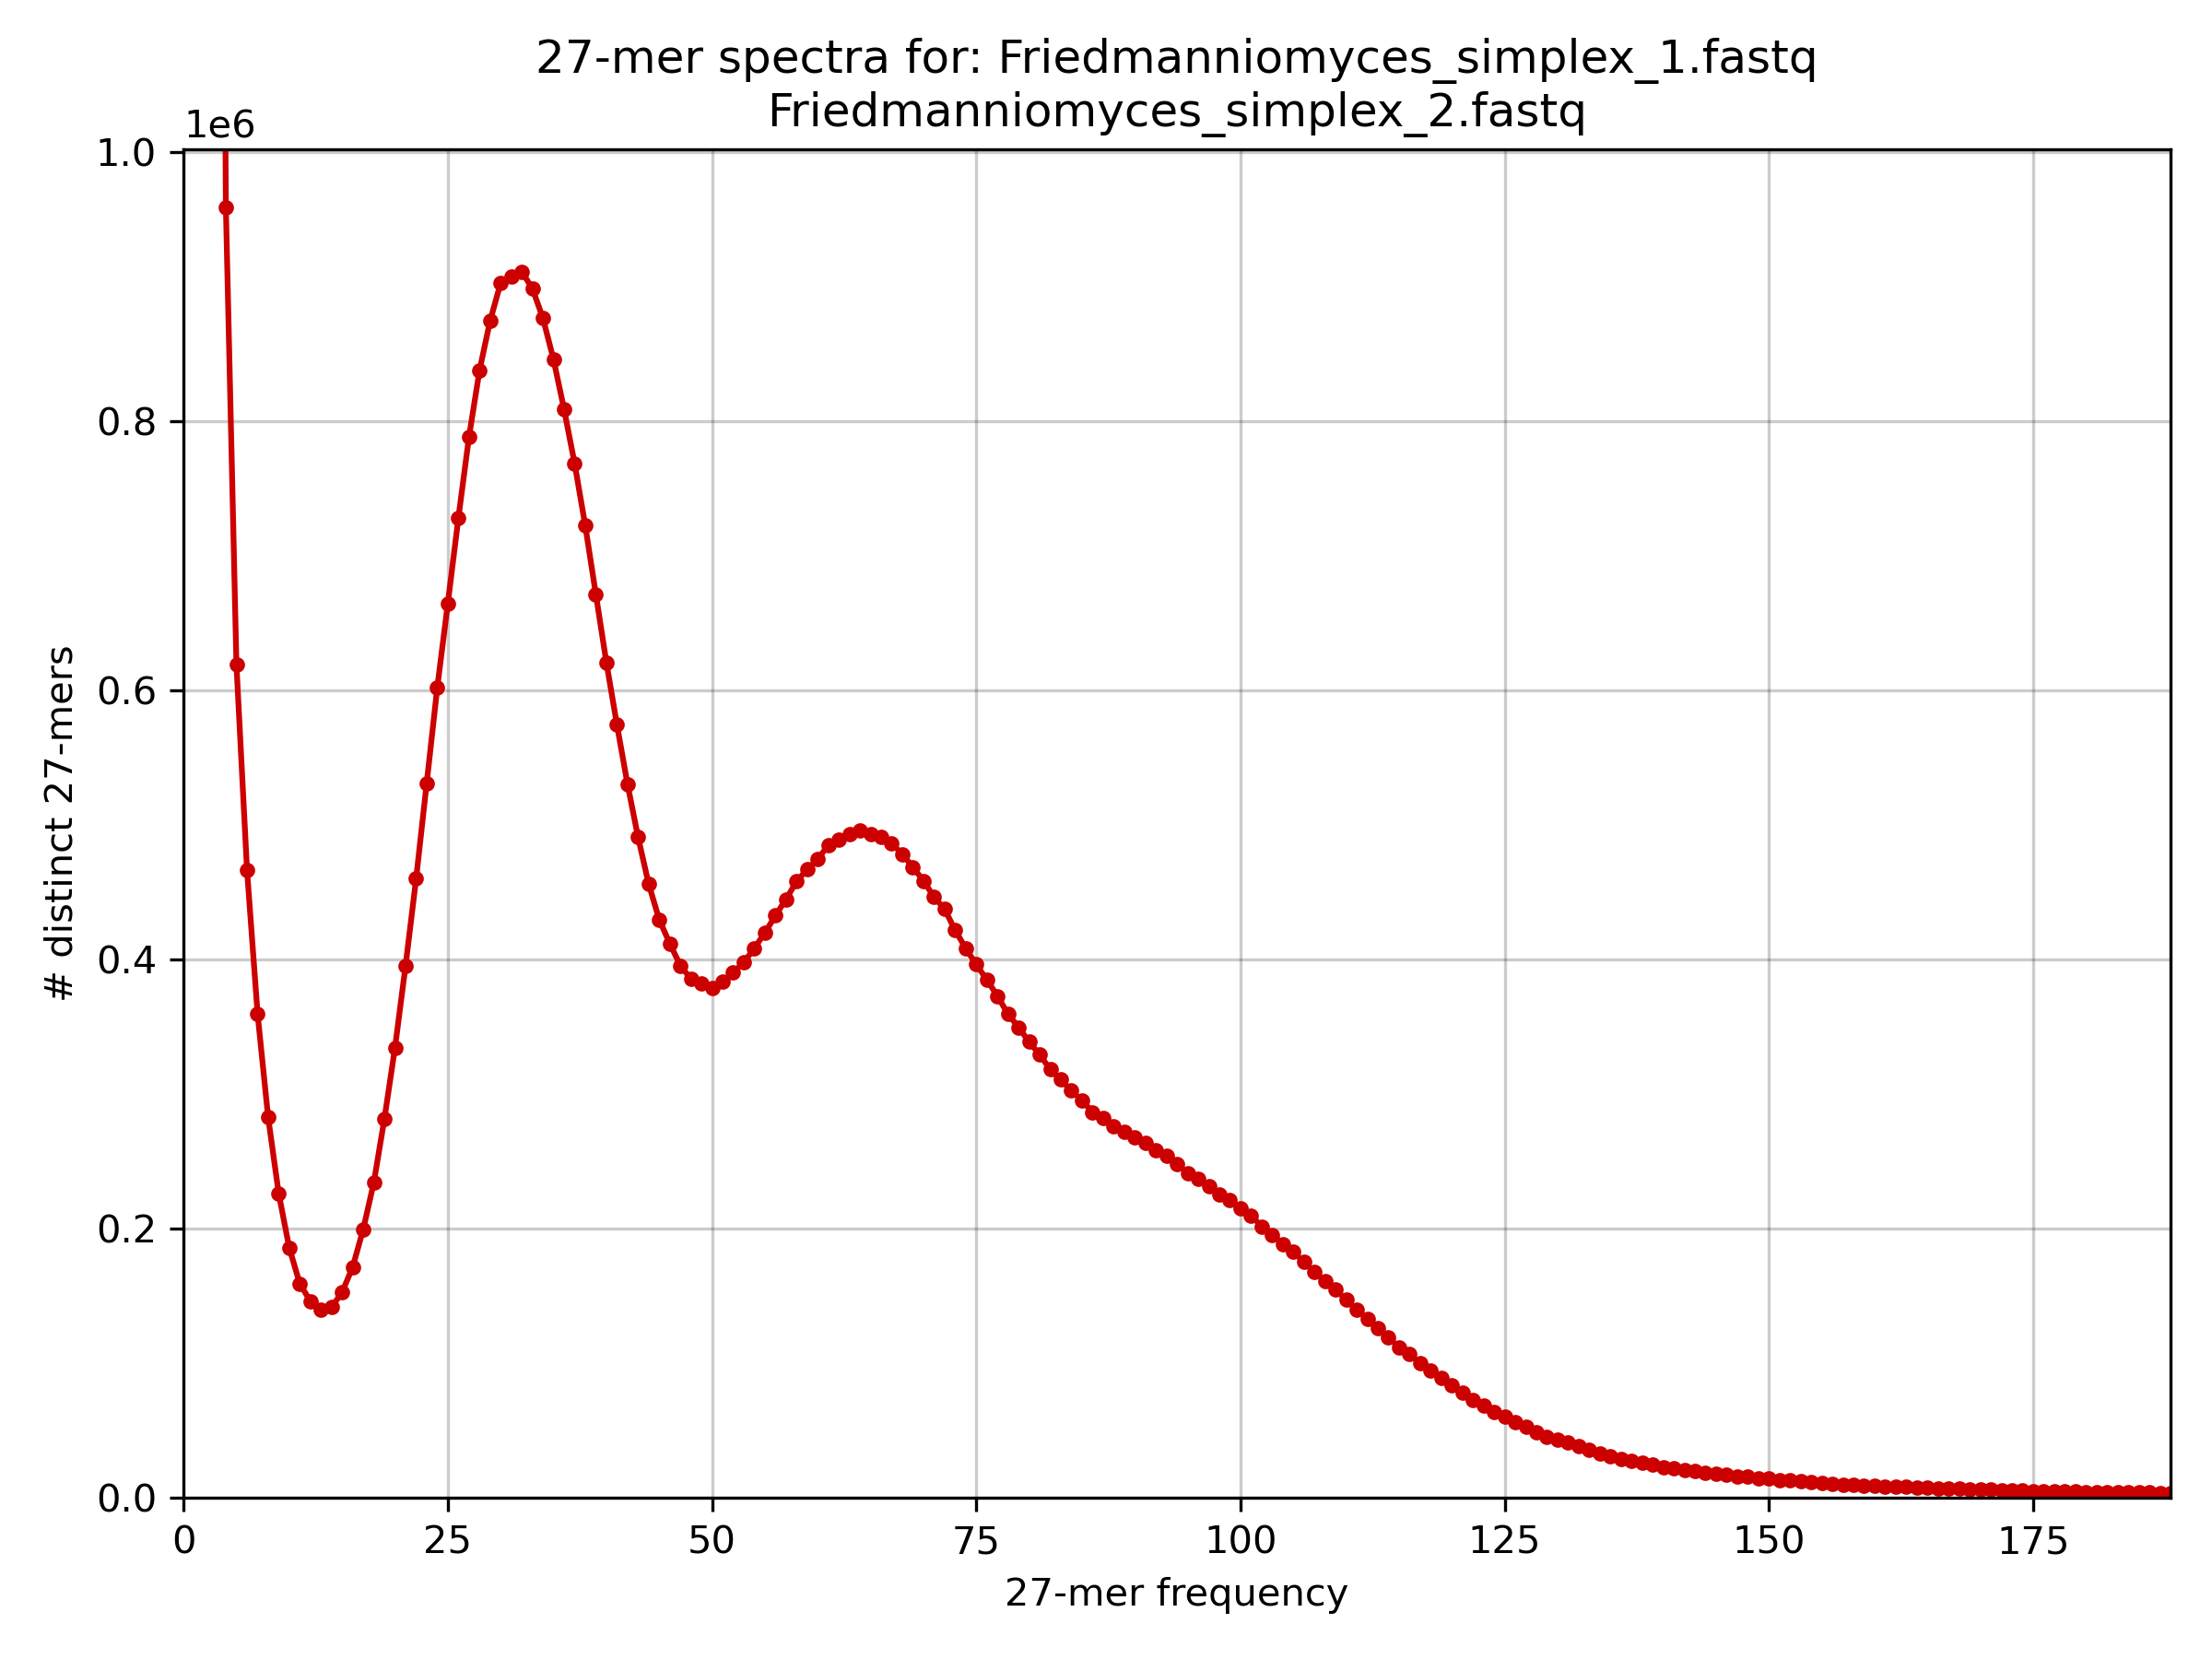 27-mer spectra for: Friedmanniomyces_simplex_1.fastq
Friedmanniomyces_simplex_2.fastq
1e6
1.0
0.8
0.6
0.4
0.2
0.0
# distinct 27-mers
0 25 50 75 100 125 150 175
27-mer frequency